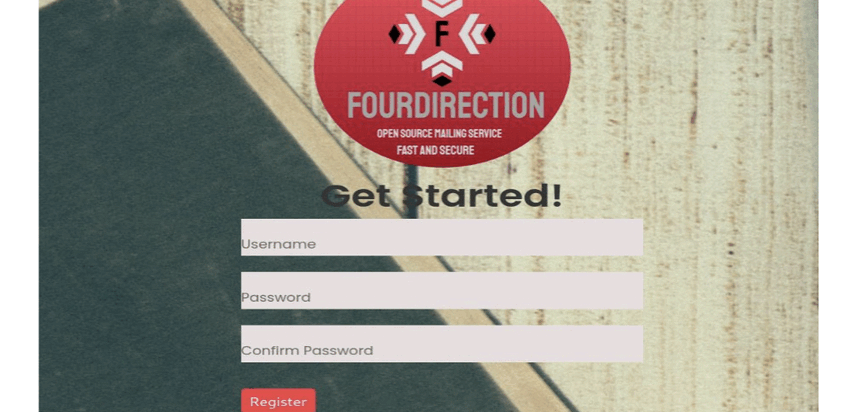 F
FOURDIRECTION
OPEN SOURCE MAILING SERVICE
FAST AND SECURE
Get Started!
Username
Password
Confirm Password
Register